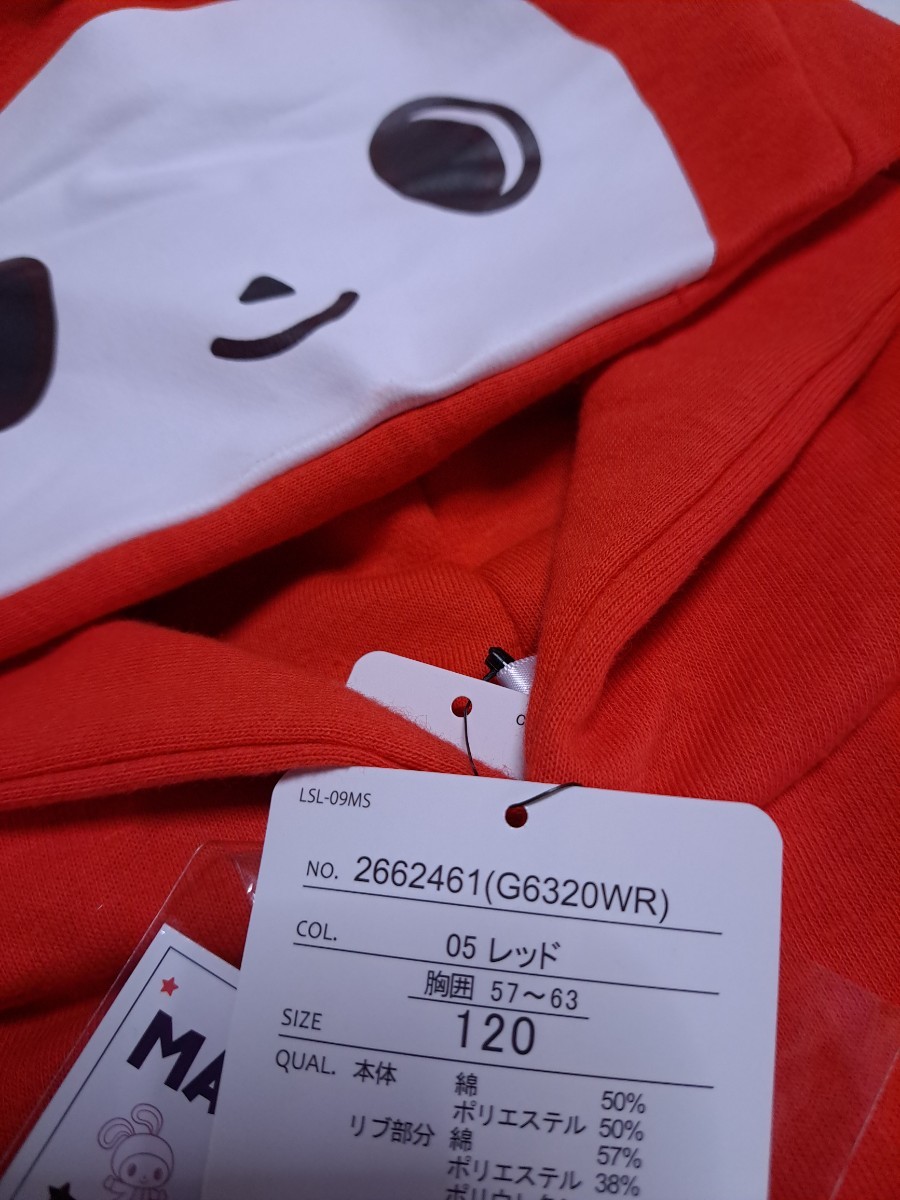 LSL-09MS
NO. 2662461(G6320WR)
COL. 05 レッド
胸囲 57～63
SIZE 120
QUAL. 本体 綿 50%
ポリエステル 50%
リブ部分 綿 57%
ポリエステル 38%
MA